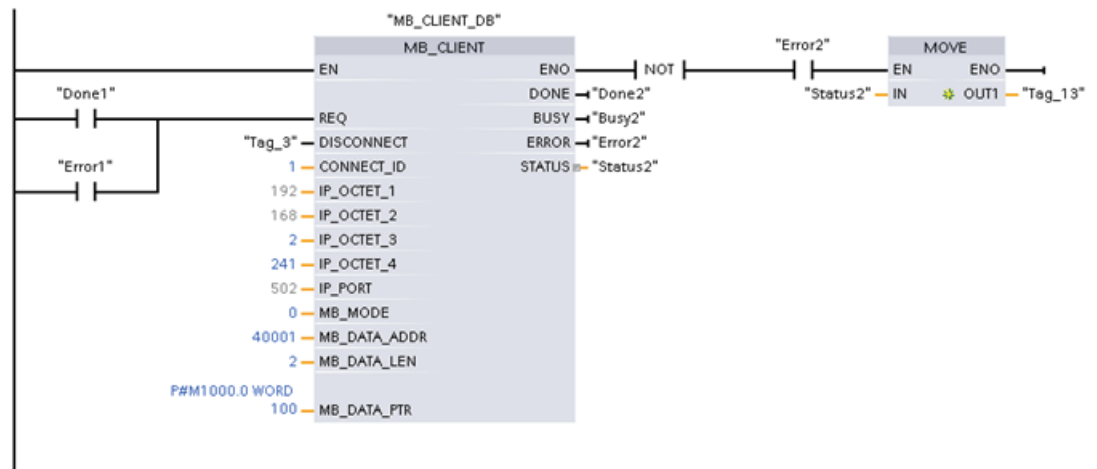 "MB_CLIENT_DB"
MB_CLIENT
"Error2"
MOVE
EN
ENO
NOT
EN
ENO
"Done1"
DONE
"Done2"
"Status2"
IN
OUT1
"Tag_13"
REQ
BUSY
"Busy2"
"Tag_3"
DISCONNECT
ERROR
"Error2"
"Error1"
1
CONNECT_ID
STATUS
"Status2"
192
IP_OCTET_1
168
IP_OCTET_2
2
IP_OCTET_3
241
IP_OCTET_4
502
IP_PORT
0
MB_MODE
40001
MB_DATA_ADDR
2
MB_DATA_LEN
P#M1000.0 WORD
100
MB_DATA_PTR